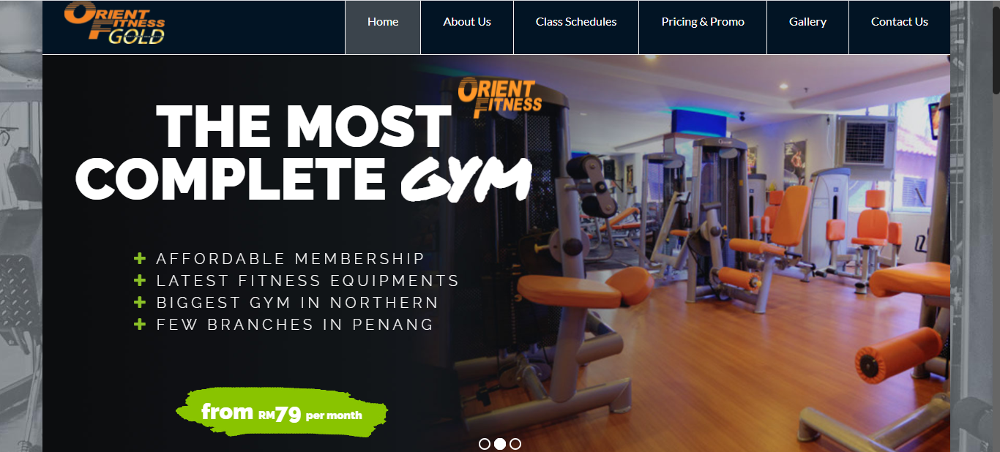 ORIENT
FITNESS
GOLD
Home
About Us
Class Schedules
Pricing & Promo
Gallery
Contact Us
ORIENT
FITNESS
THE MOST
COMPLETE GYM
AFFORDABLE MEMBERSHIP
LATEST FITNESS EQUIPMENTS
BIGGEST GYM IN NORTHERN
FEW BRANCHES IN PENANG
from RM79 per month